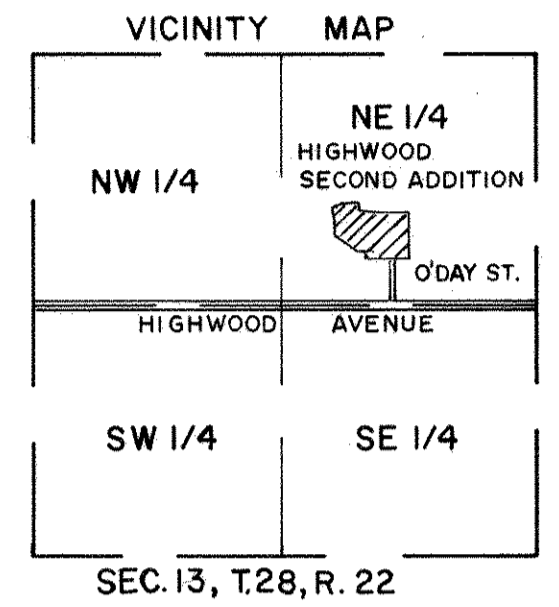 VICINITY MAP
NE 1/4
HIGHWOOD
SECOND ADDITION
NW 1/4
O'DAY ST.
HIGHWOOD AVENUE
SW 1/4 SE 1/4
SEC. 13, T.28, R. 22